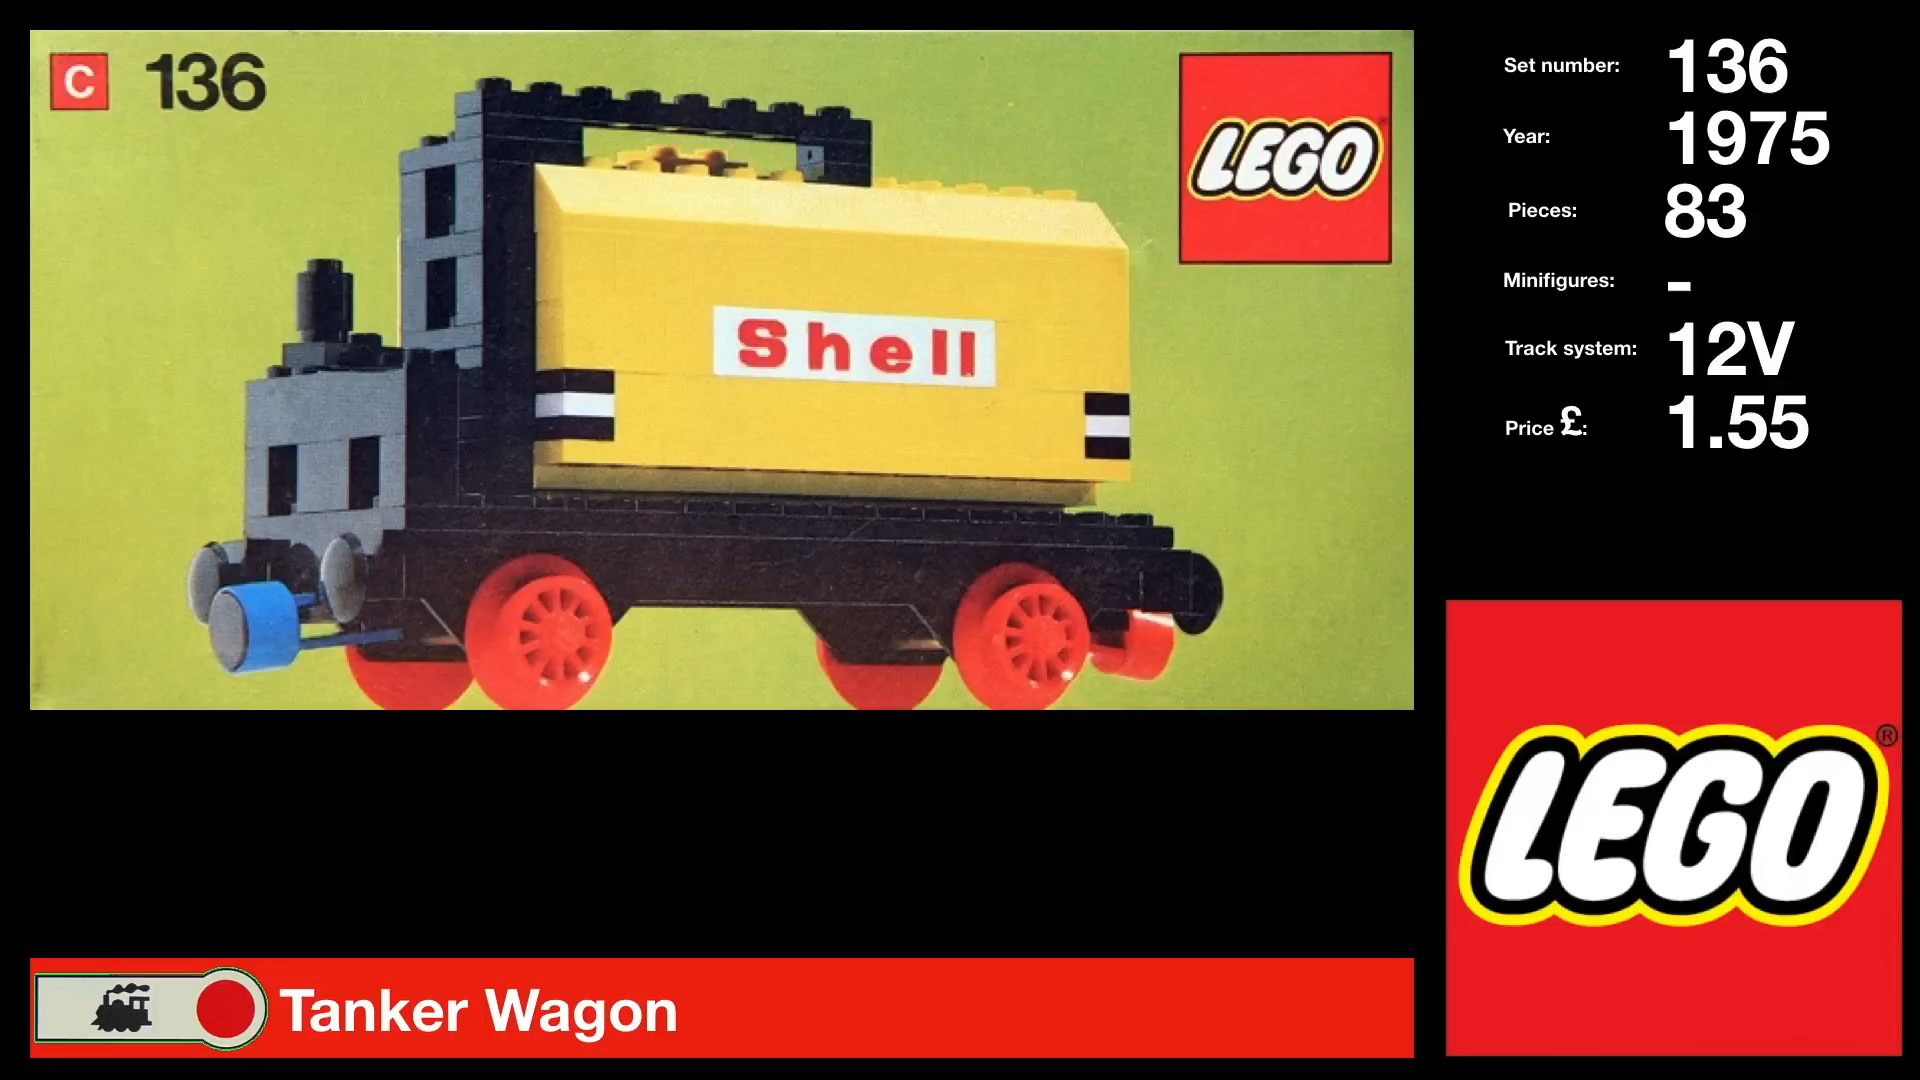 C 136
LEGO
Shell
Set number: 136
Year: 1975
Pieces: 83
Minifigures: -
Track system: 12V
Price £: 1.55
LEGO®
Tanker Wagon